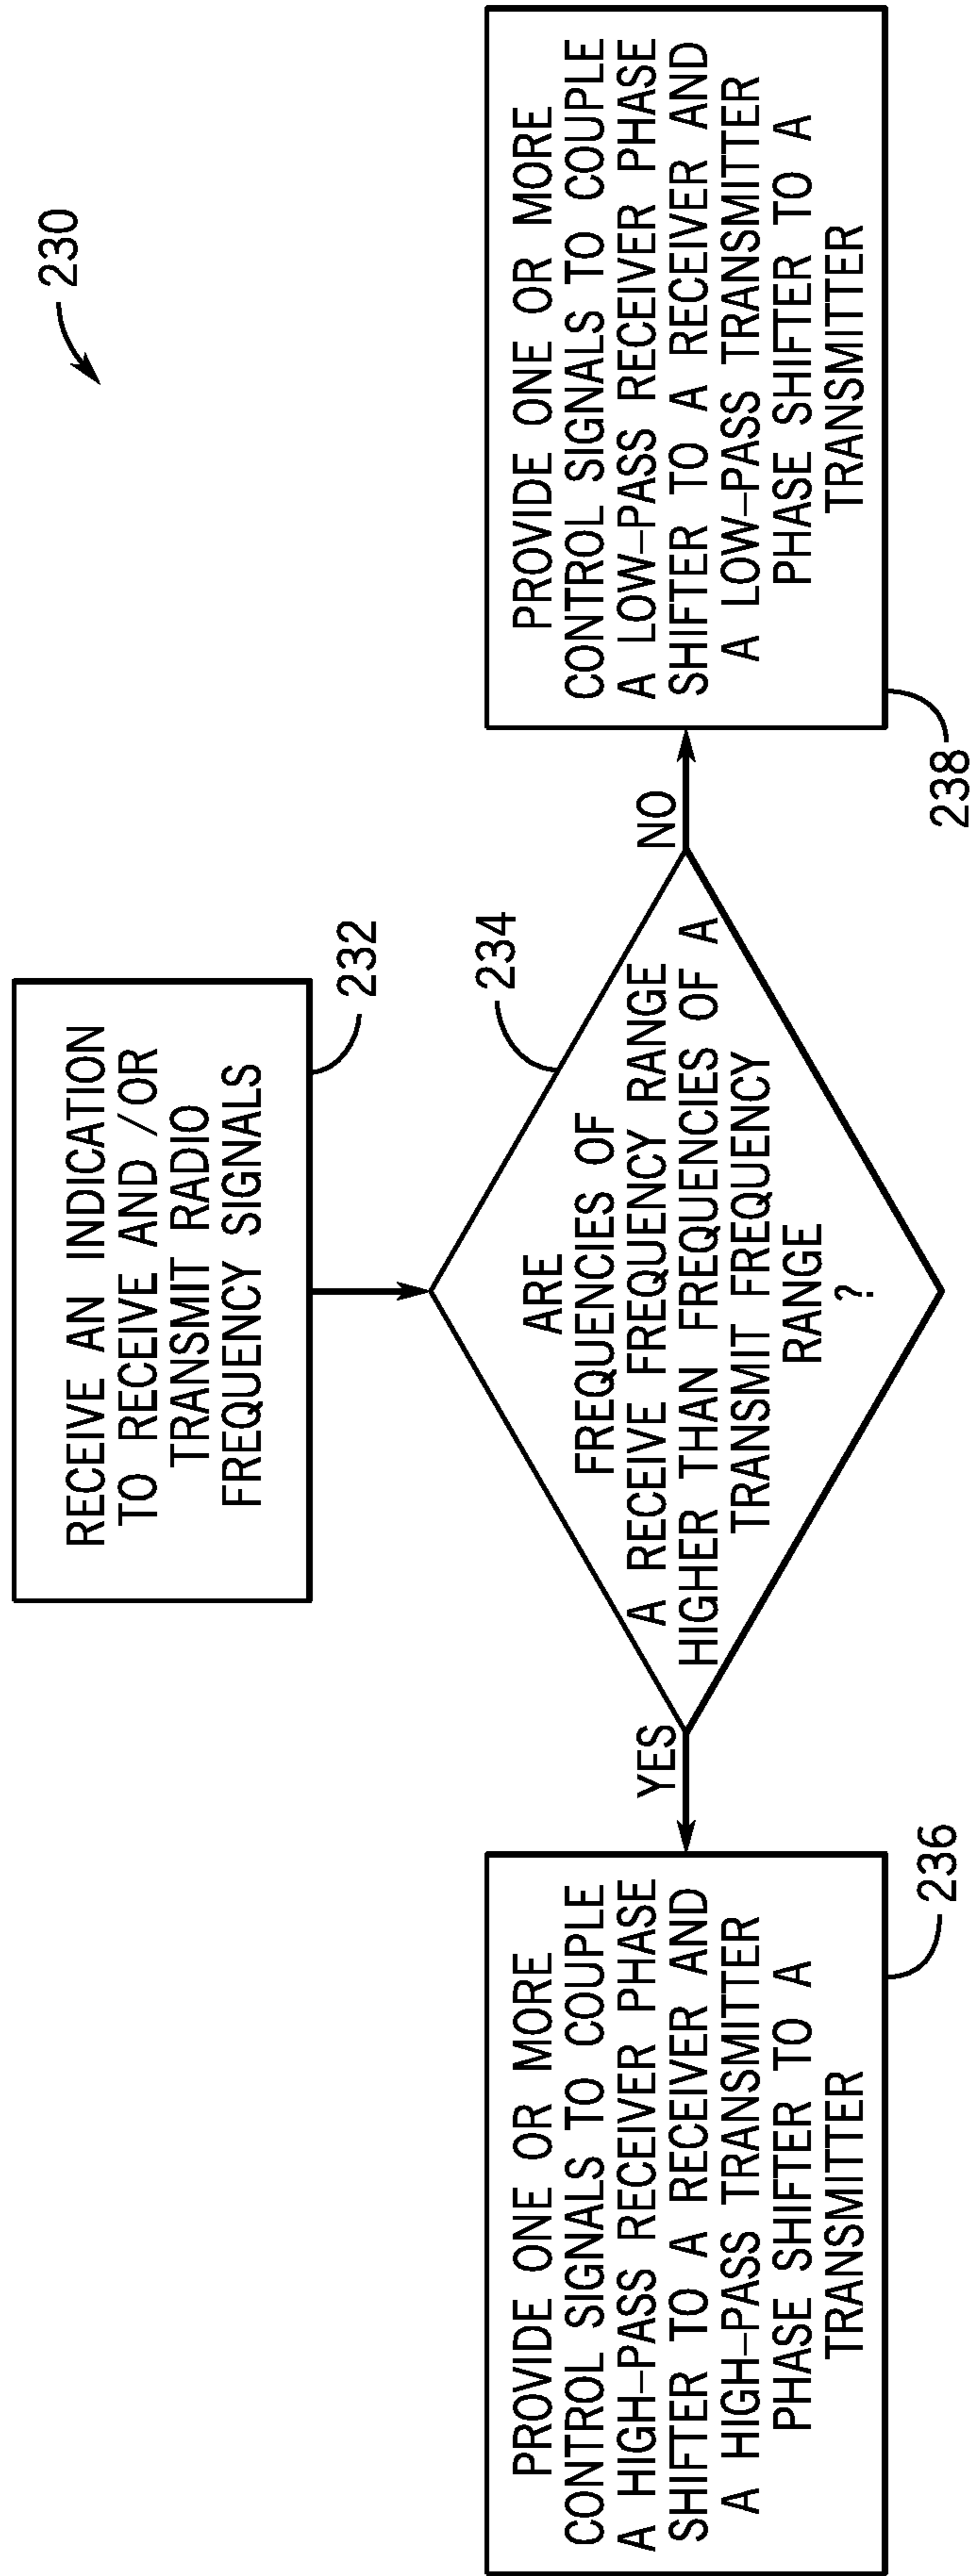 230
RECEIVE AN INDICATION
TO RECEIVE AND /OR
TRANSMIT RADIO
FREQUENCY SIGNALS
232
234
ARE
FREQUENCIES OF
A RECEIVE FREQUENCY RANGE
HIGHER THAN FREQUENCIES OF A
TRANSMIT FREQUENCY
RANGE
?
YES
NO
PROVIDE ONE OR MORE
CONTROL SIGNALS TO COUPLE
A HIGH-PASS RECEIVER PHASE
SHIFTER TO A RECEIVER AND
A HIGH-PASS TRANSMITTER
PHASE SHIFTER TO A
TRANSMITTER
236
PROVIDE ONE OR MORE
CONTROL SIGNALS TO COUPLE
A LOW-PASS RECEIVER PHASE
SHIFTER TO A RECEIVER AND
A LOW-PASS TRANSMITTER
PHASE SHIFTER TO A
TRANSMITTER
238